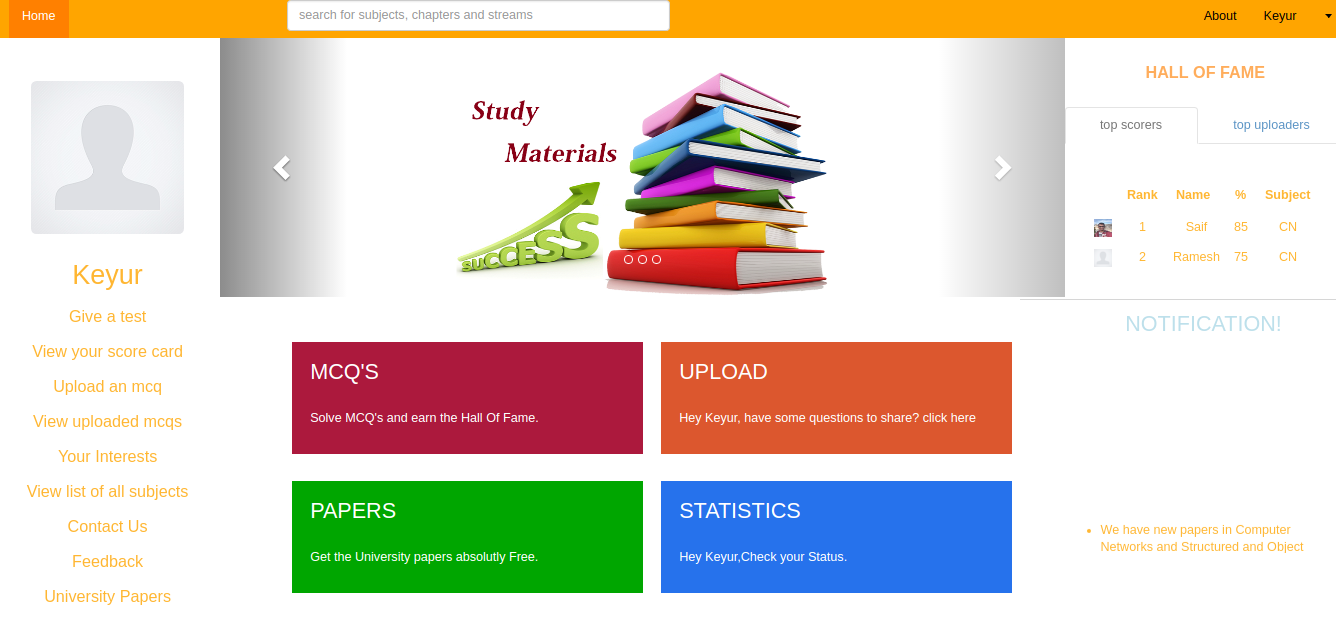 Home
search for subjects, chapters and streams
About
Keyur
Study
Materials
SUCCESS
HALL OF FAME
top scorers
top uploaders
Rank Name % Subject
1 Saif 85 CN
2 Ramesh 75 CN
NOTIFICATION!
We have new papers in Computer
Networks and Structured and Object
Keyur
Give a test
View your score card
Upload an mcq
View uploaded mcqs
Your Interests
View list of all subjects
Contact Us
Feedback
University Papers
MCQ'S
Solve MCQ's and earn the Hall Of Fame.
UPLOAD
Hey Keyur, have some questions to share? click here
PAPERS
Get the University papers absolutly Free.
STATISTICS
Hey Keyur,Check your Status.